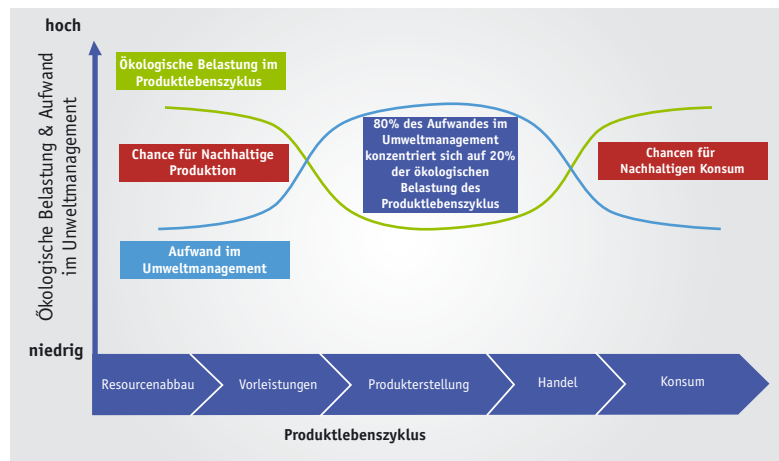 hoch
Ökologische Belastung & Aufwand
im Unweltmanagement
Ökologische Belastung im
Produktlebenszyklus
Chance für Nachhaltige
Produktion
80% des Aufwandes im
Umweltmanagement
konzentriert sich auf 20%
der ökologischen
Belastung des
Produktlebenszyklus
Chancen für
Nachhaltigen Konsum
Aufwand im
Umweltmanagement
niedrig
Resourcenabbau
Vorleistungen
Produkterstellung
Handel
Konsum
Produktlebenszyklus